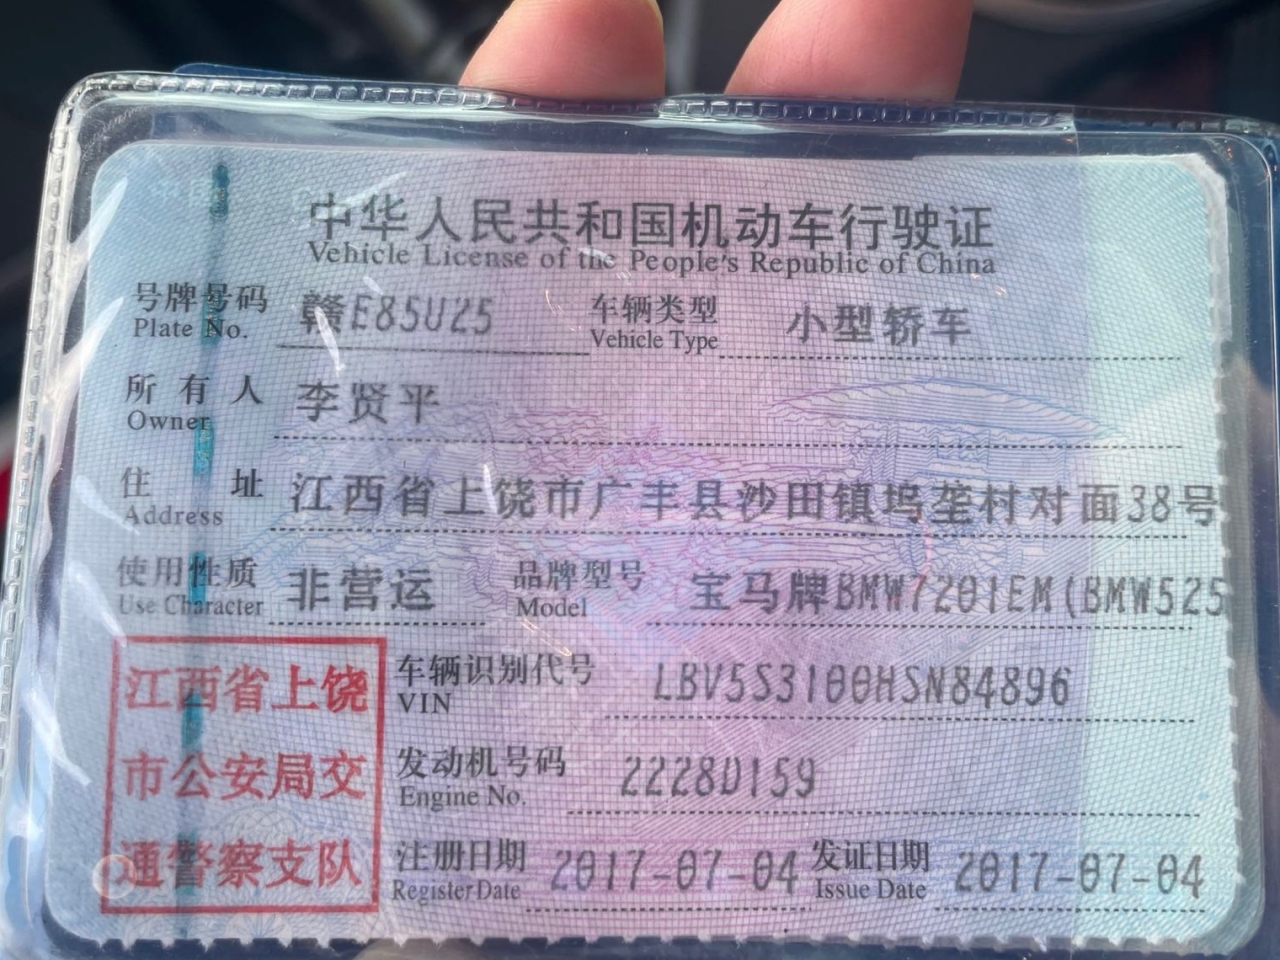 中华人民共和国机动车行驶证
Vehicle License of the People's Republic of China
号牌号码 赣E85U25 车辆类型 小型轿车
Plate No. Vehicle Type
所有人 李贤平
Owner
住址 江西省上饶市广丰县沙田镇坞垄村对面38号
Address
使用性质 非营运 品牌型号 宝马牌BMW7201EM(BMW525
Use Character Model
江西省上饶
市公安局交
通警察支队
车辆识别代号 LBV5S3100HSN84896
VIN
发动机号码 2228D159
Engine No.
注册日期 2017-07-04 发证日期 2017-07-04
Register Date Issue Date